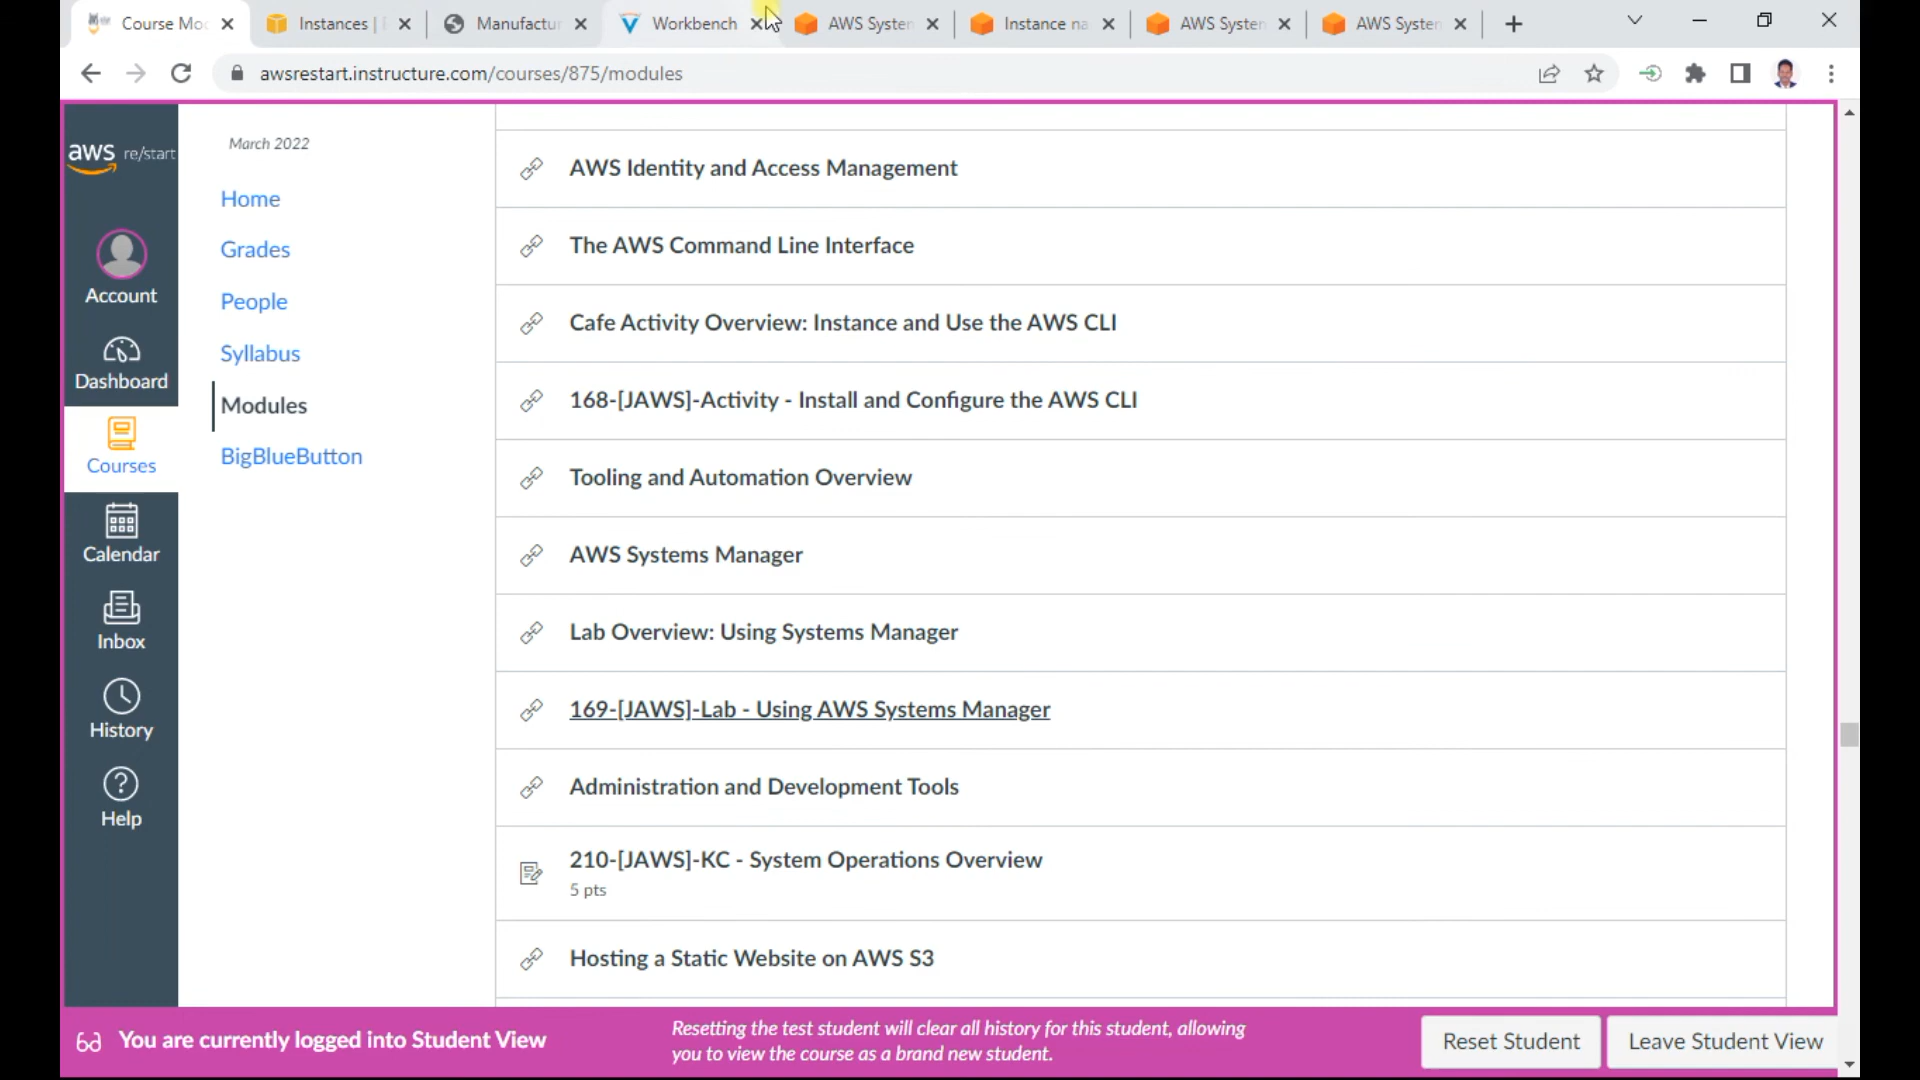 Course Mo
Instances |
Manufactur
Workbench
AWS System
Instance na
AWS System
AWS System
awsrestart.instructure.com/courses/875/modules
aws re/start
Account
Dashboard
Courses
Calendar
Inbox
History
Help
March 2022
Home
Grades
People
Syllabus
Modules
BigBlueButton
AWS Identity and Access Management
The AWS Command Line Interface
Cafe Activity Overview: Instance and Use the AWS CLI
168-[JAWS]-Activity - Install and Configure the AWS CLI
Tooling and Automation Overview
AWS Systems Manager
Lab Overview: Using Systems Manager
169-[JAWS]-Lab - Using AWS Systems Manager
Administration and Development Tools
210-[JAWS]-KC - System Operations Overview
5 pts
Hosting a Static Website on AWS S3
You are currently logged into Student View
Resetting the test student will clear all history for this student, allowing
you to view the course as a brand new student.
Reset Student
Leave Student View